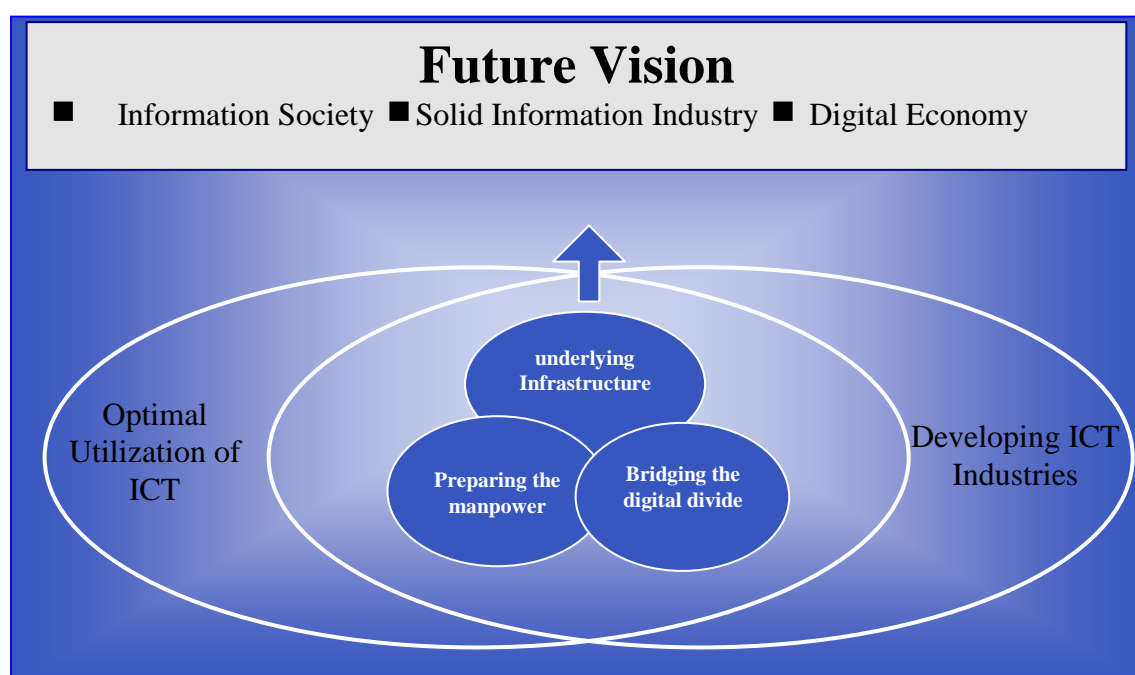 Future Vision
■ Information Society ■ Solid Information Industry ■ Digital Economy
underlying
Infrastructure
Optimal
Utilization of
ICT
Preparing the
manpower
Bridging the
digital divide
Developing ICT
Industries